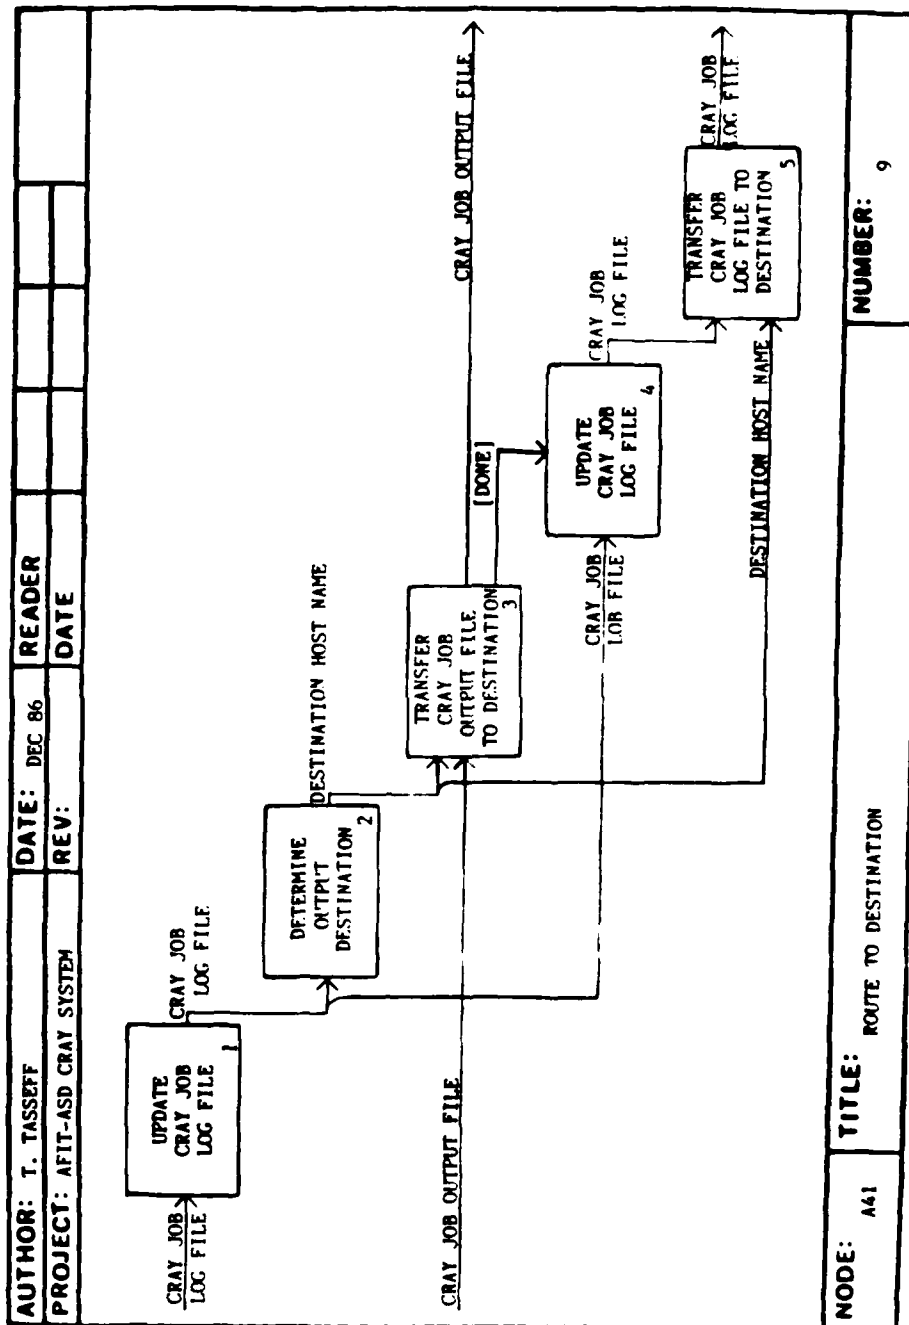 AUTHOR: T. TASSEFF
DATE: DEC 86
READER
PROJECT: AFIT-ASD CRAY SYSTEM
REV:
DATE
CRAY JOB
LOG FILE
UPDATE
CRAY JOB
LOG FILE
1
CRAY JOB
LOG FILE
DETERMINE
OUTPUT
DESTINATION
2
DESTINATION HOST NAME
CRAY JOB OUTPUT FILE
TRANSFER
CRAY JOB
OUTPUT FILE
TO DESTINATION
3
CRAY JOB OUTPUT FILE
[DONE]
CRAY JOB
LOB FILE
UPDATE
CRAY JOB
LOG FILE
4
CRAY JOB
LOG FILE
DESTINATION HOST NAME
TRANSFER
CRAY JOB
LOG FILE TO
DESTINATION
5
CRAY JOB
LOG FILE
NODE: A41
TITLE: ROUTE TO DESTINATION
NUMBER: 9